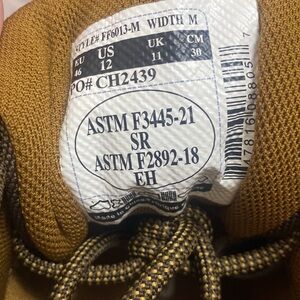 STYLE# FF6013-M WIDTH M
EU US UK CM
46 12 11 30
PO# CH2439
ASTM F3445-21
SR
ASTM F2892-18
EH